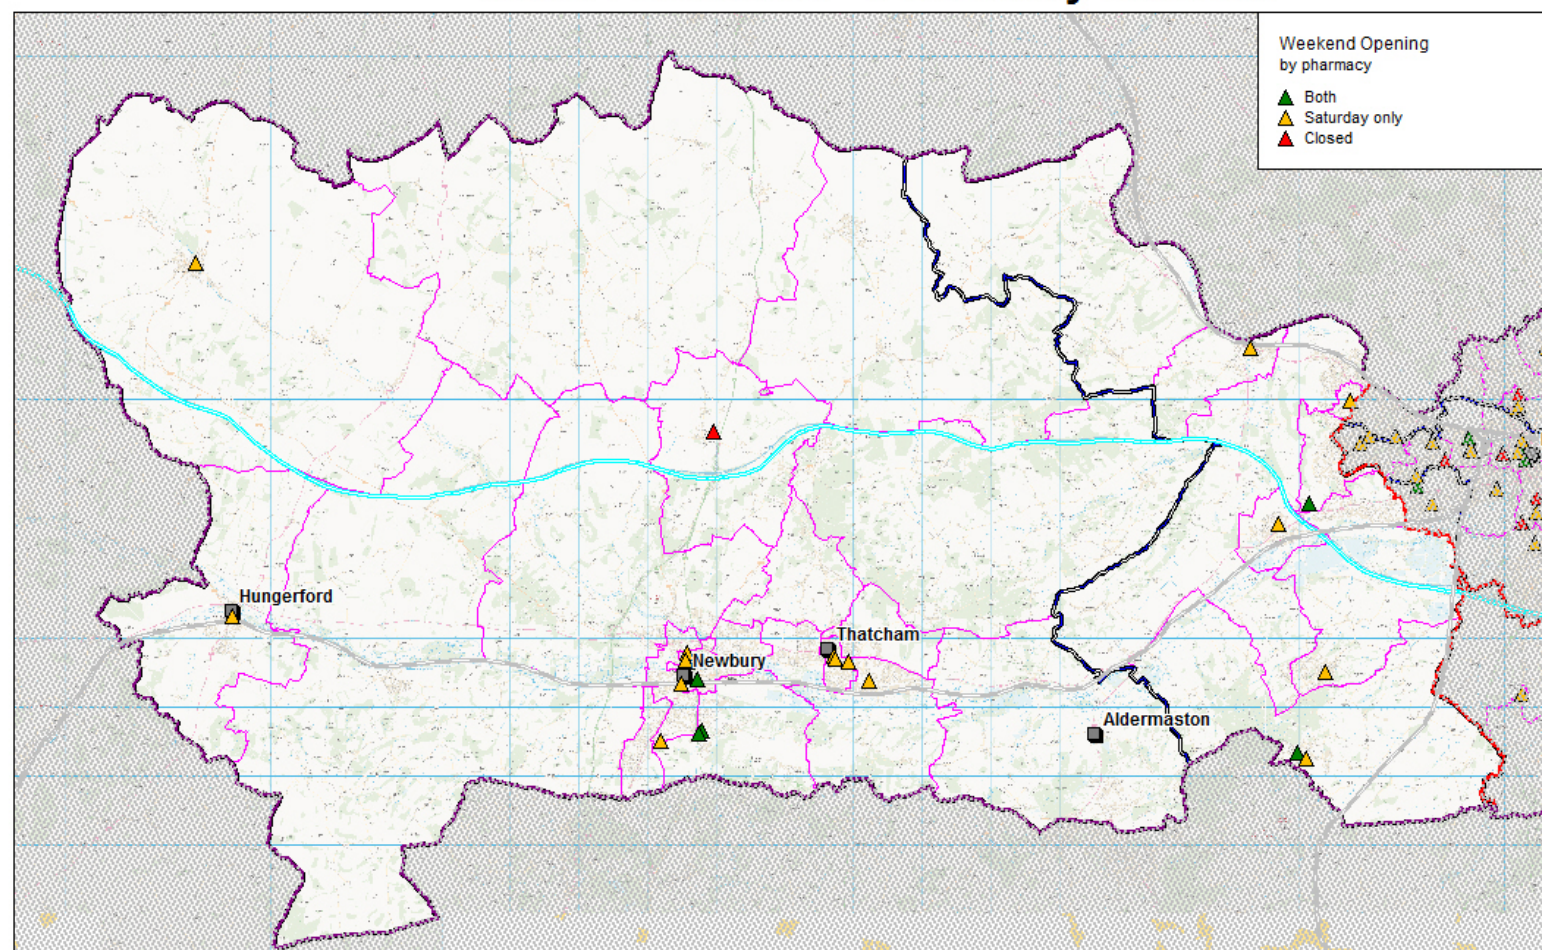 Weekend Opening
by pharmacy
Both
Saturday only
Closed
Hungerford
Thatcham
Newbury
Aldermaston